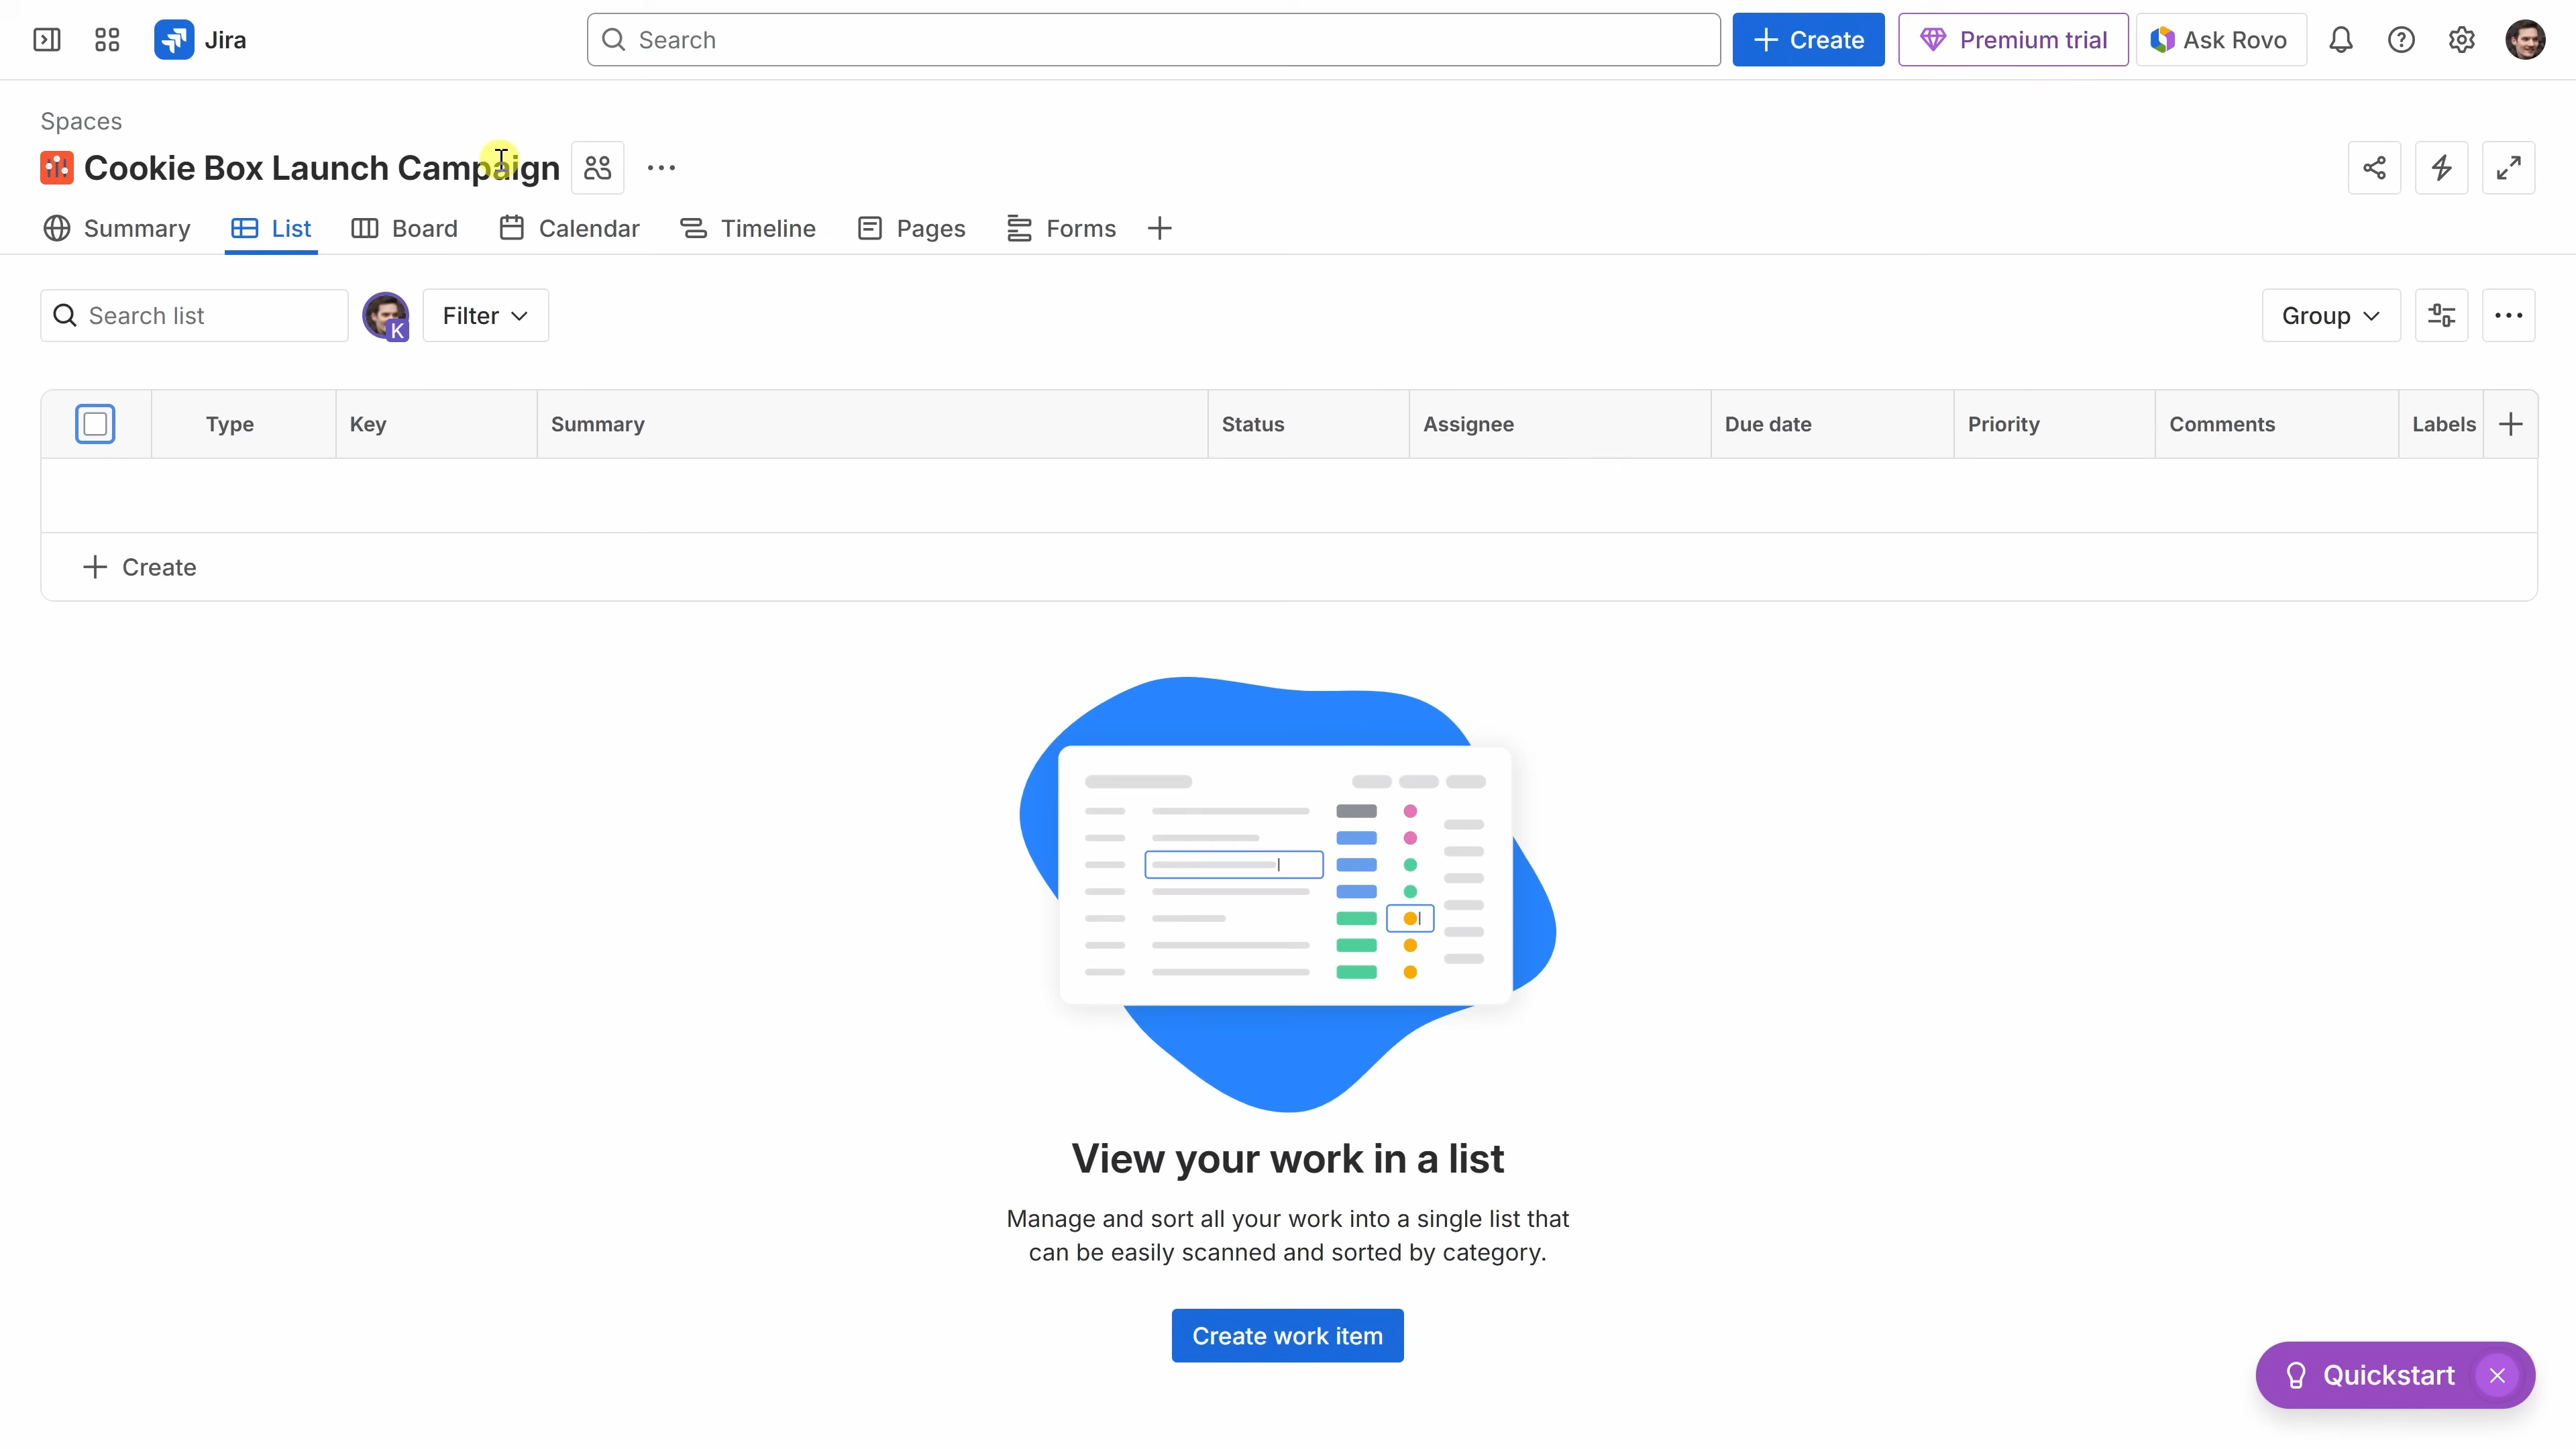 Jira
Search
Create
Premium trial
Ask Rovo
Spaces
Cookie Box Launch Campaign
Summary
List
Board
Calendar
Timeline
Pages
Forms
Search list
K
Filter
Group
Type
Key
Summary
Status
Assignee
Due date
Priority
Comments
Labels
Create
View your work in a list
Manage and sort all your work into a single list that
can be easily scanned and sorted by category.
Create work item
Quickstart